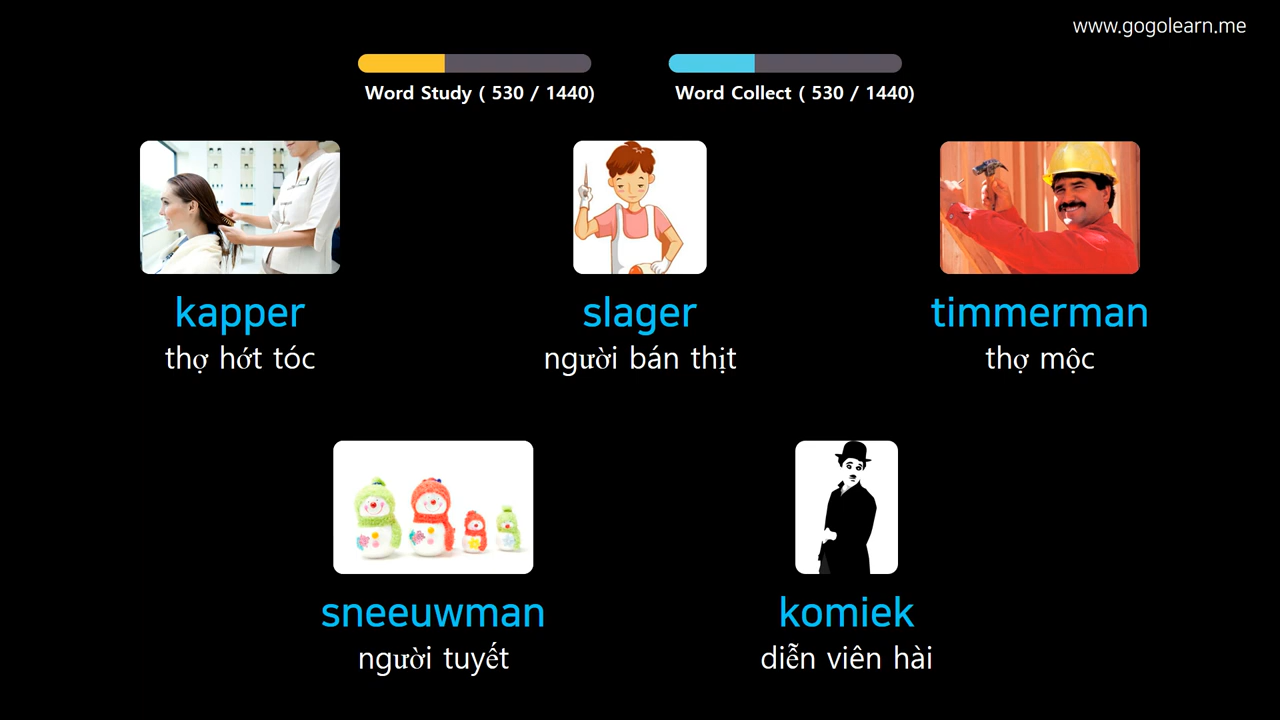 www.gogolearn.me
Word Study ( 530 / 1440)
Word Collect ( 530 / 1440)
kapper
thợ hớt tóc
slager
người bán thịt
timmerman
thợ mộc
sneeuwman
người tuyết
komiek
diễn viên hài